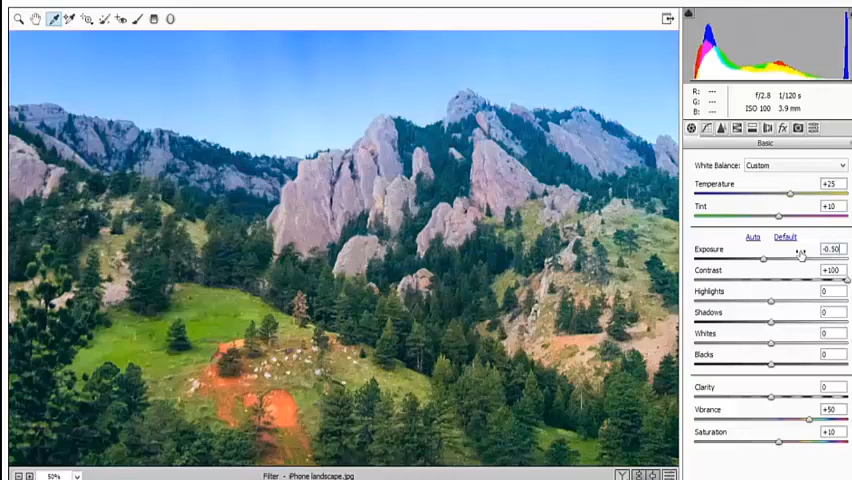 R: ---
G: ---
B: ---
f/2.8 1/120 s
ISO 100 3.9 mm
fx
Basic
White Balance: Custom
Temperature +25
Tint +10
Auto Default
Exposure -0.50
Contrast +100
Highlights 0
Shadows 0
Whites 0
Blacks 0
Clarity 0
Vibrance +50
Saturation +10
50%
Filter - iPhone landscape.jpg
Y